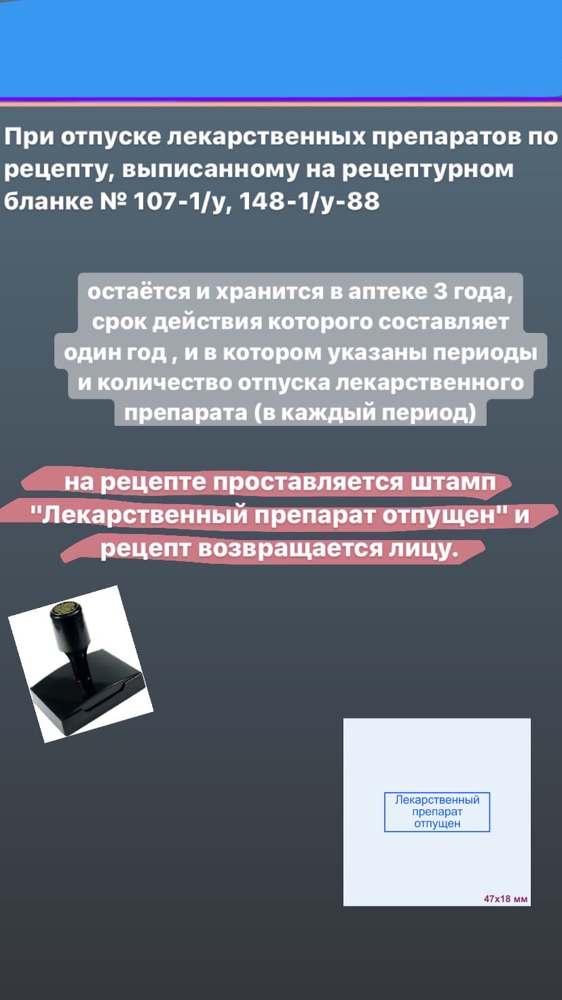 При отпуске лекарственных препаратов по
рецепту, выписанному на рецептурном
бланке № 107-1/у, 148-1/у-88
остаётся и хранится в аптеке 3 года,
срок действия которого составляет
один год , и в котором указаны периоды
и количество отпуска лекарственного
препарата (в каждый период)
на рецепте проставляется штамп
"Лекарственный препарат отпущен" и
рецепт возвращается лицу.
Лекарственный
препарат
отпущен
47х18 мм